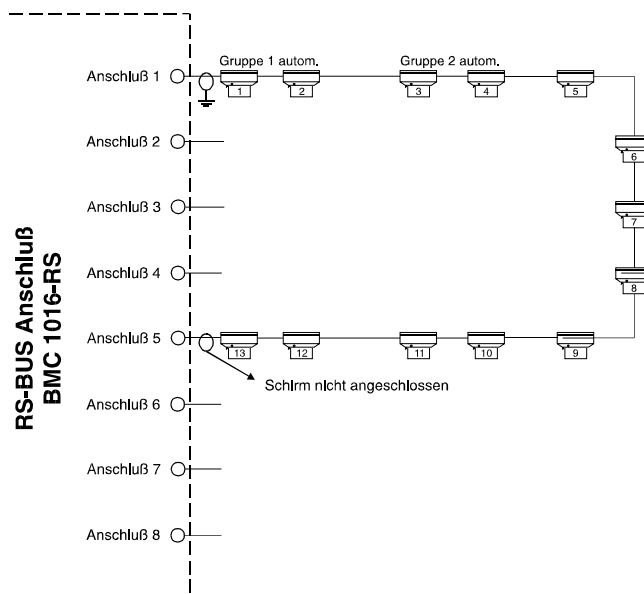 Gruppe 1 autom.
Gruppe 2 autom.
Anschluß 1
1
2
3
4
5
Anschluß 2
6
Anschluß 3
7
Anschluß 4
8
Anschluß 5
13
12
11
10
9
Schirm nicht angeschlossen
Anschluß 6
Anschluß 7
Anschluß 8
RS-BUS Anschluß
BMC 1016-RS